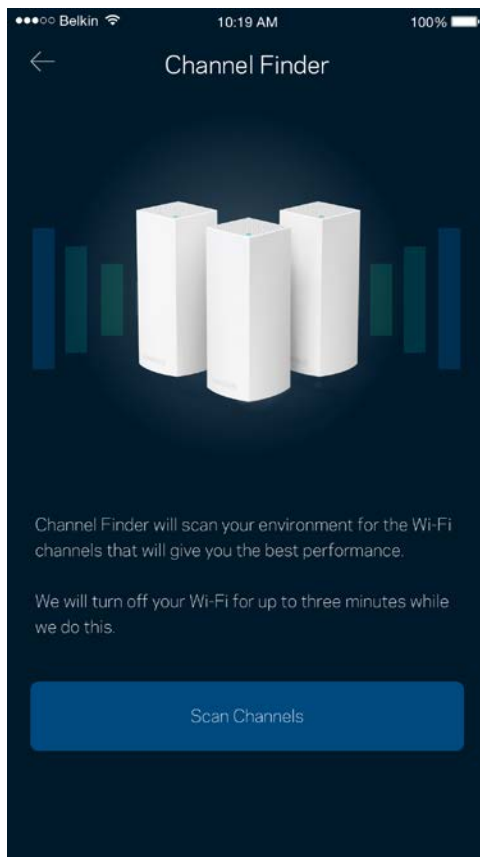 Belkin 10:19 AM 100%
Channel Finder
Channel Finder will scan your environment for the Wi-Fi
channels that will give you the best performance.
We will turn off your Wi-Fi for up to three minutes while
we do this.
Scan Channels